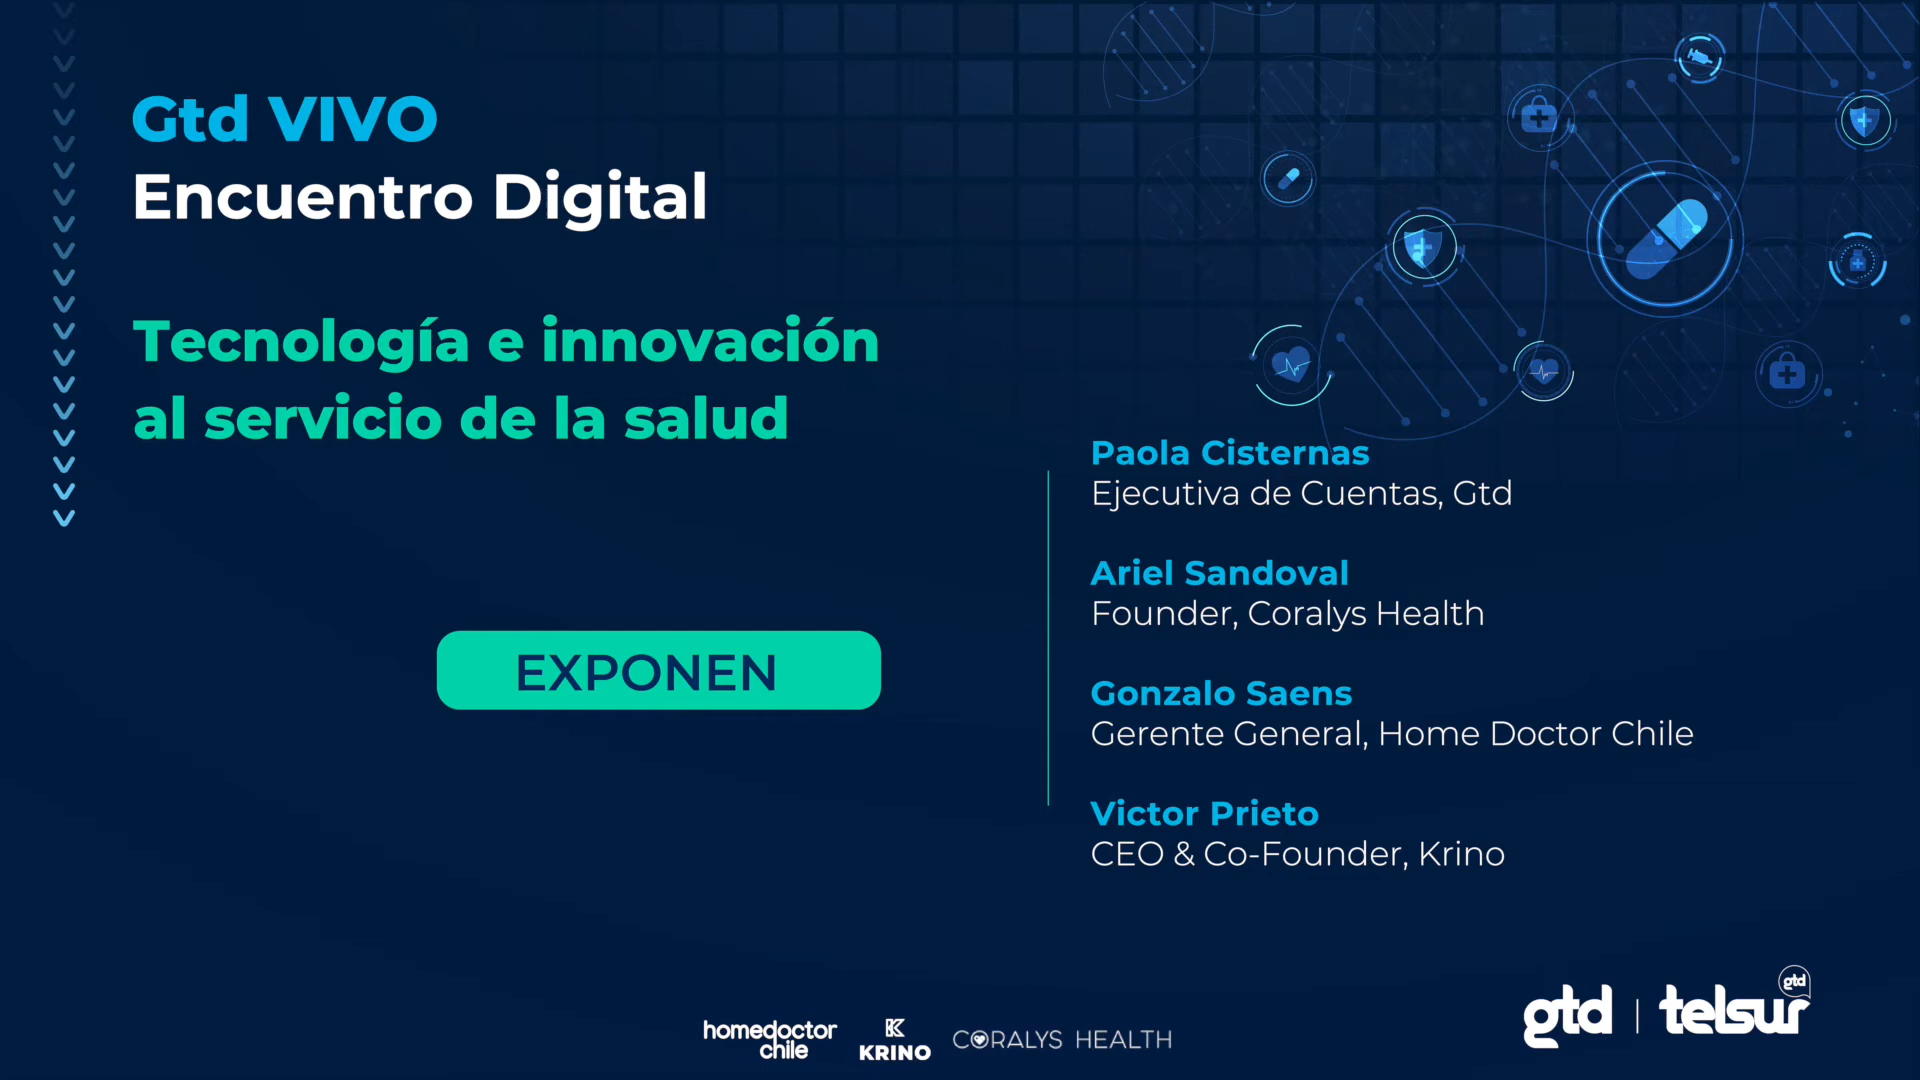 Gtd VIVO
Encuentro Digital
Tecnología e innovación
al servicio de la salud
EXPONEN
Paola Cisternas
Ejecutiva de Cuentas, Gtd
Ariel Sandoval
Founder, Coralys Health
Gonzalo Saens
Gerente General, Home Doctor Chile
Victor Prieto
CEO & Co-Founder, Krino
homedoctor
chile
K
KRINO
CORALYS HEALTH
gtd
telsur
gtd